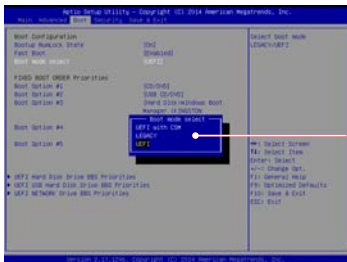 Aptio Setup Utility – Copyright (C) 2014 American Megatrends, Inc.
Main Advanced Boot Security Save & Exit
Boot Configuration
Bootup NumLock State [On]
Fast Boot [Enabled]
Boot mode select [UEFI]
FIXED BOOT ORDER Priorities
Boot Option #1 [CD/DVD]
Boot Option #2 [USB CD/DVD]
Boot Option #3 [Hard Disk:Windows Boot Manager (KINGSTON
Boot Option #4
Boot Option #5
Boot mode select
UEFI with CSM
LEGACY
UEFI
UEFI Hard Disk Drive BBS Priorities
UEFI USB Hard Disk Drive BBS Priorities
UEFI NETWORK Drive BBS Priorities
Select boot mode
LEGACY/UEFI
: Select Screen
: Select Item
Enter: Select
+/-: Change Opt.
F1: General Help
F9: Optimized Defaults
F10: Save & Exit
ESC: Exit
Version 2.17.1246. Copyright (C) 2014 American Megatrends, Inc.